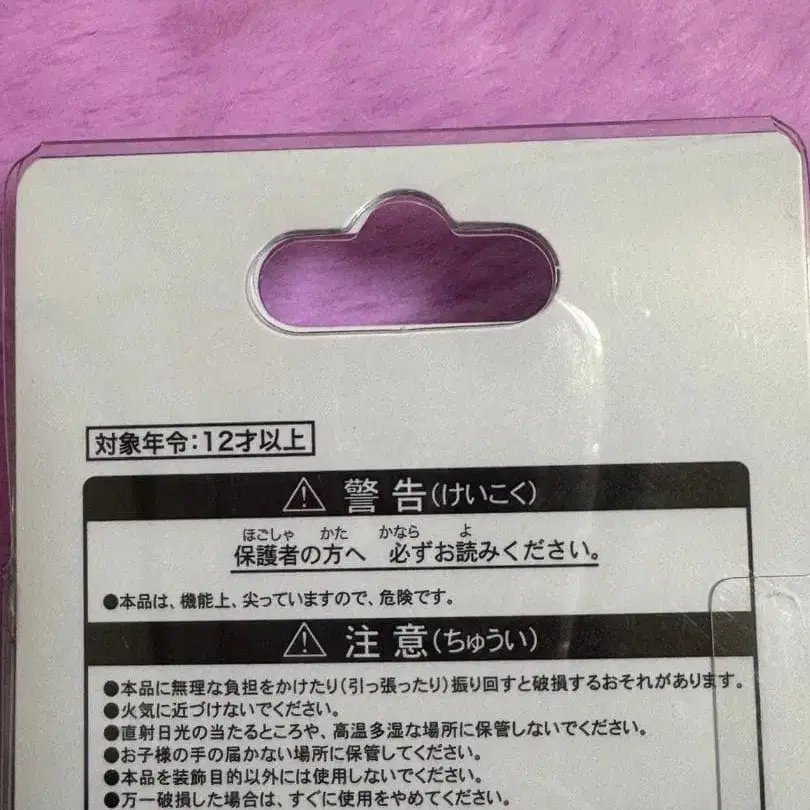 対象年令:12才以上
⚠ 警告(けいこく)
ほごしゃ かた かなら よ
保護者の方へ 必ずお読みください。
●本品は、機能上、尖っていますので、危険です。
⚠ 注意(ちゅうい)
●本品に無理な負担をかけたり(引っ張ったり)振り回すと破損するおそれがあります。
●火気に近づけないでください。
●直射日光の当たるところや、高温多湿な場所に保管しないでください。
●お子様の手の届かない場所に保管してください。
●本品を装飾目的以外には使用しないでください。
●万一破損した場合は、すぐに使用をやめてください。